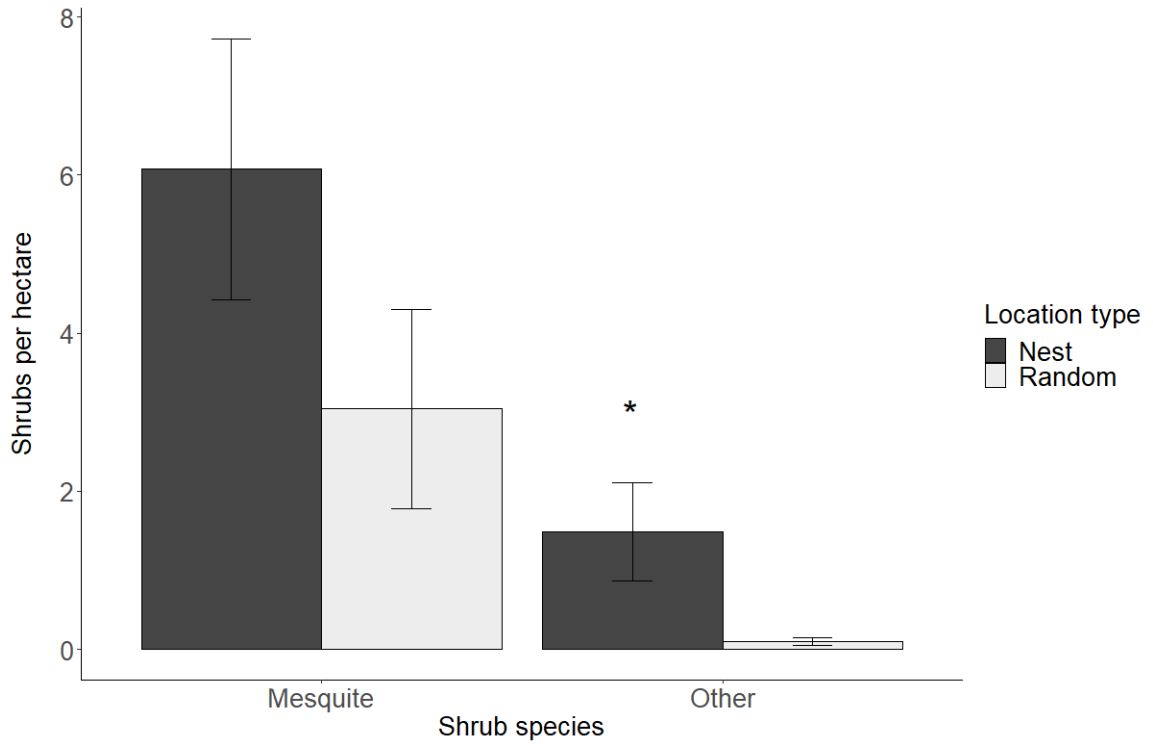 8
6
4
2
0
Shrubs per hectare
*
Mesquite
Other
Shrub species
Location type
Nest
Random